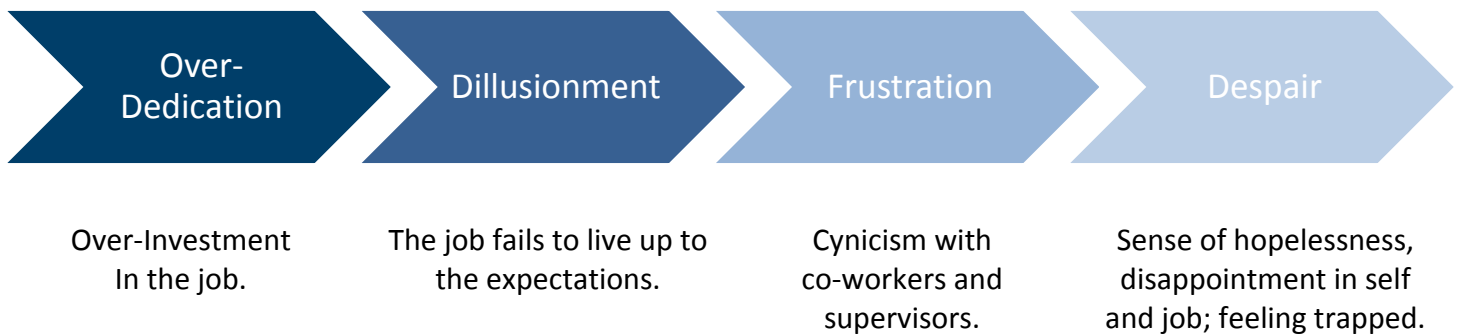 Over-
Dedication
Dillusionment
Frustration
Despair
Over-Investment
In the job.
The job fails to live up to
the expectations.
Cynicism with
co-workers and
supervisors.
Sense of hopelessness,
disappointment in self
and job; feeling trapped.